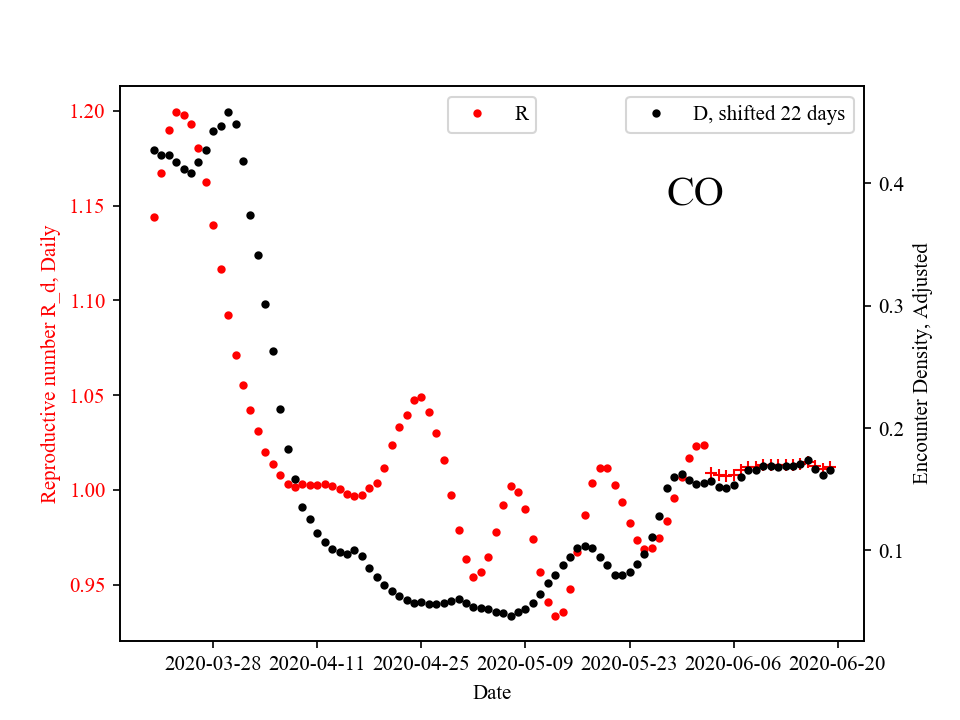 R
D, shifted 22 days
CO
Reproductive number R_d, Daily
1.20
1.15
1.10
1.05
1.00
0.95
Encounter Density, Adjusted
0.4
0.3
0.2
0.1
2020-03-28 2020-04-11 2020-04-25 2020-05-09 2020-05-23 2020-06-06 2020-06-20
Date